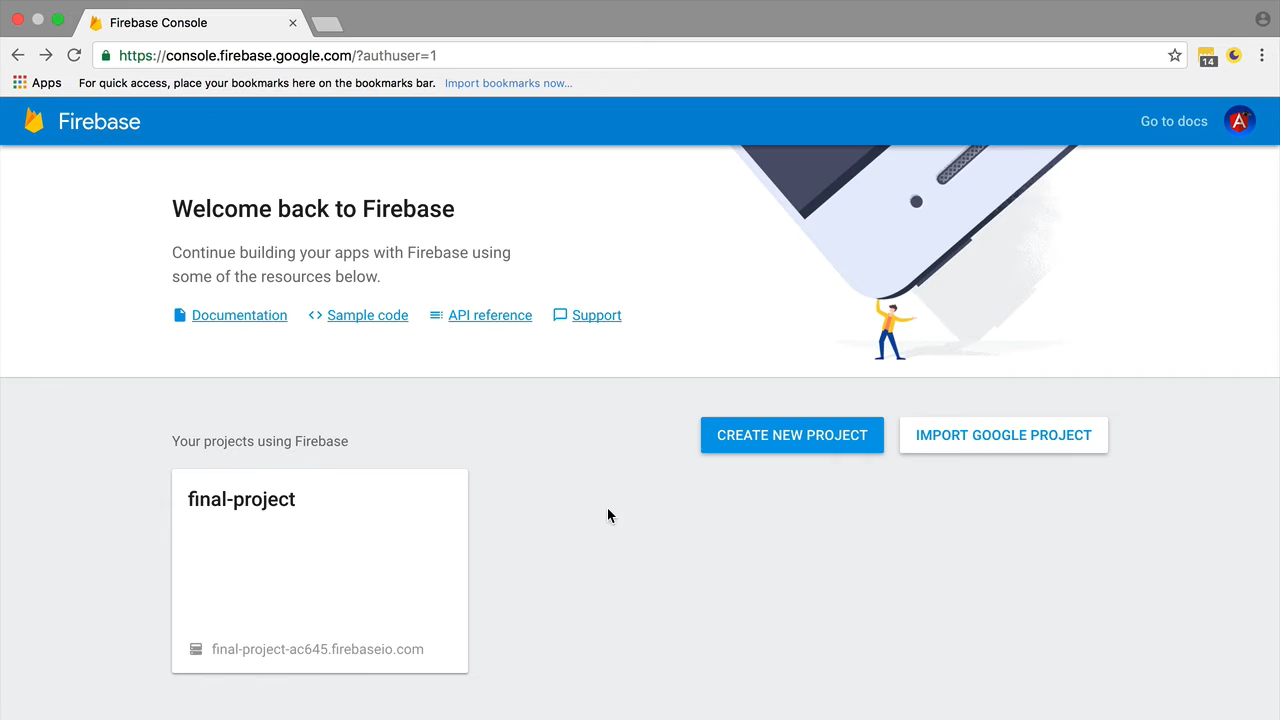 Firebase Console
https://console.firebase.google.com/?authuser=1
14
Apps For quick access, place your bookmarks here on the bookmarks bar. Import bookmarks now...
Firebase Go to docs A
Welcome back to Firebase
Continue building your apps with Firebase using
some of the resources below.
Documentation Sample code API reference Support
Your projects using Firebase
CREATE NEW PROJECT IMPORT GOOGLE PROJECT
final-project
final-project-ac645.firebaseio.com